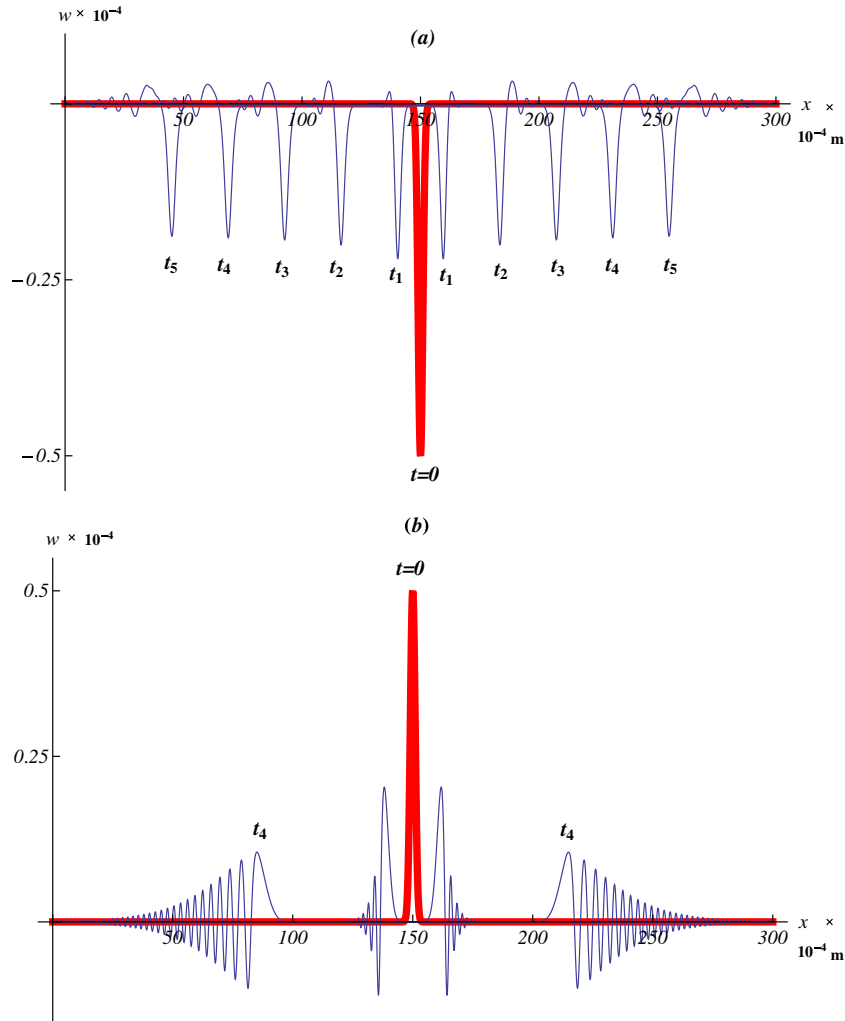 w × 10⁻⁴
(a)
50 100 150 200 250 300
x × 10⁻⁴ m
t₅ t₄ t₃ t₂ t₁ t₁ t₂ t₃ t₄ t₅
−0.25
−0.5
t=0
(b)
w × 10⁻⁴
t=0
0.5
0.25
t₄ t₄
50 100 150 200 250 300
x × 10⁻⁴ m